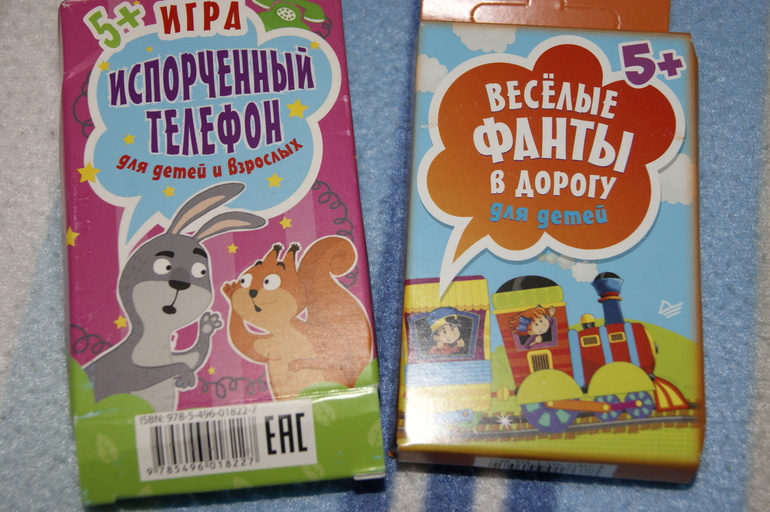 5+ ИГРА
ИСПОРЧЕННЫЙ
ТЕЛЕФОН
для детей и взрослых
ISBN: 978-5-496-01822-7
9785496018227
EAC
5+
ВЕСЁЛЫЕ
ФАНТЫ
В ДОРОГУ
для детей